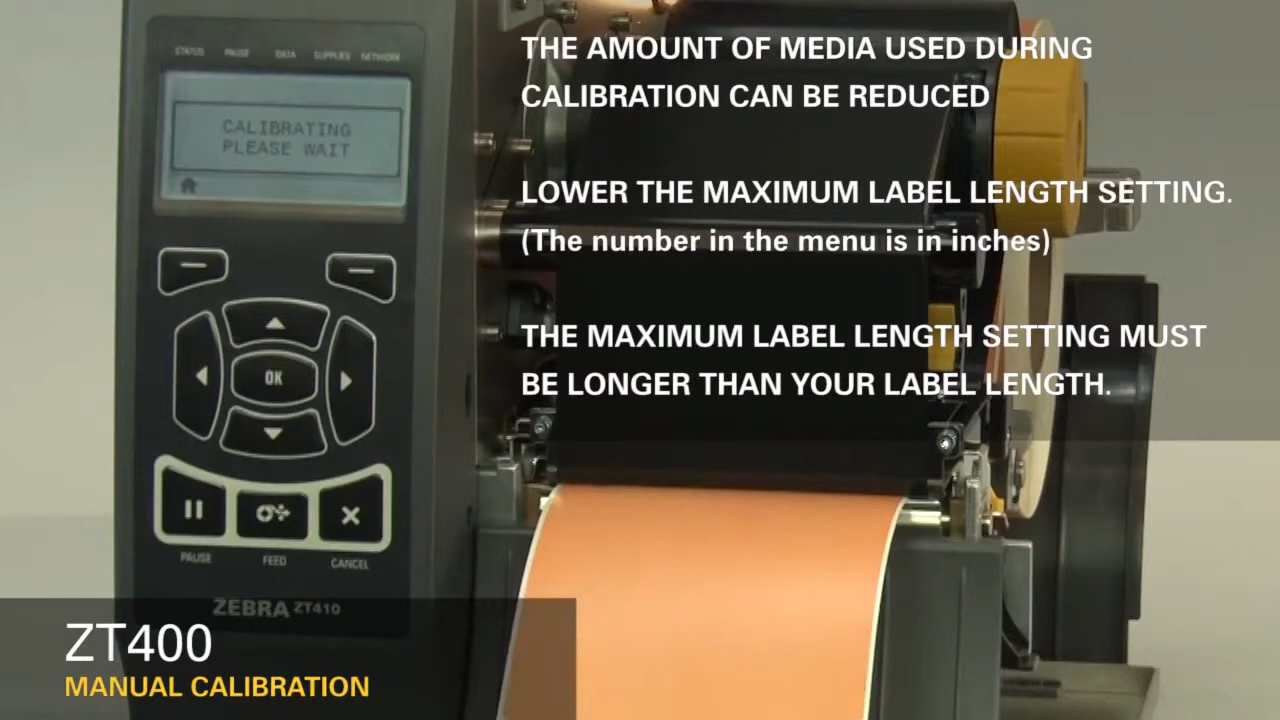 STATUS PAUSE DATA SUPPLIES NETWORK
CALIBRATING
PLEASE WAIT
OK
PAUSE FEED CANCEL
ZEBRA ZT410
THE AMOUNT OF MEDIA USED DURING
CALIBRATION CAN BE REDUCED
LOWER THE MAXIMUM LABEL LENGTH SETTING.
(The number in the menu is in inches)
THE MAXIMUM LABEL LENGTH SETTING MUST
BE LONGER THAN YOUR LABEL LENGTH.
ZT400
MANUAL CALIBRATION